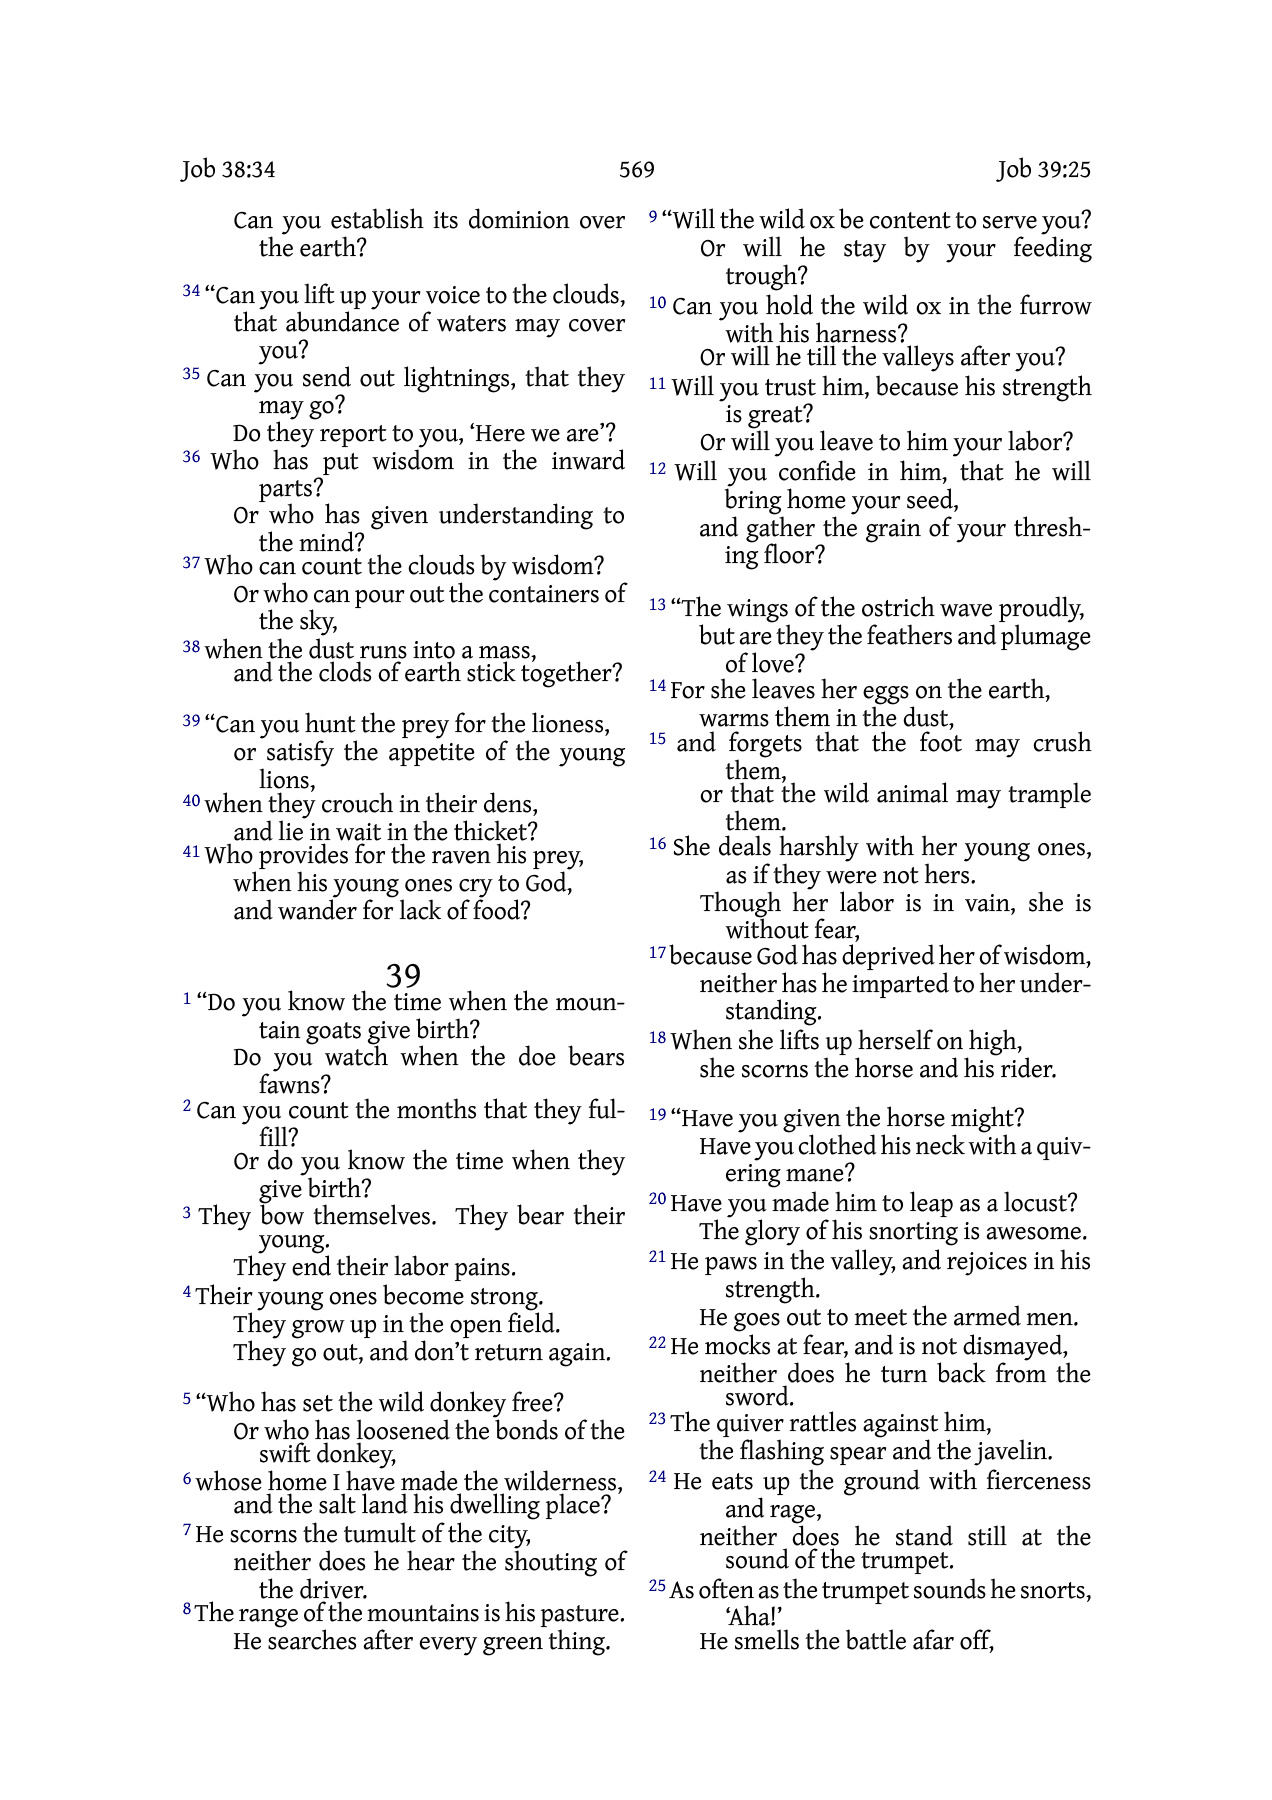 Job 38:34 569 Job 39:25
Can you establish its dominion over
the earth?
34 “Can you lift up your voice to the clouds,
that abundance of waters may cover
you?
35 Can you send out lightnings, that they
may go?
Do they report to you, ‘Here we are’?
36 Who has put wisdom in the inward
parts?
Or who has given understanding to
the mind?
37 Who can count the clouds by wisdom?
Or who can pour out the containers of
the sky,
38 when the dust runs into a mass,
and the clods of earth stick together?
39 “Can you hunt the prey for the lioness,
or satisfy the appetite of the young
lions,
40 when they crouch in their dens,
and lie in wait in the thicket?
41 Who provides for the raven his prey,
when his young ones cry to God,
and wander for lack of food?
39
1 “Do you know the time when the moun-
tain goats give birth?
Do you watch when the doe bears
fawns?
2 Can you count the months that they ful-
fill?
Or do you know the time when they
give birth?
3 They bow themselves. They bear their
young.
They end their labor pains.
4 Their young ones become strong.
They grow up in the open field.
They go out, and don’t return again.
5 “Who has set the wild donkey free?
Or who has loosened the bonds of the
swift donkey,
6 whose home I have made the wilderness,
and the salt land his dwelling place?
7 He scorns the tumult of the city,
neither does he hear the shouting of
the driver.
8 The range of the mountains is his pasture.
He searches after every green thing.
9 “Will the wild ox be content to serve you?
Or will he stay by your feeding
trough?
10 Can you hold the wild ox in the furrow
with his harness?
Or will he till the valleys after you?
11 Will you trust him, because his strength
is great?
Or will you leave to him your labor?
12 Will you confide in him, that he will
bring home your seed,
and gather the grain of your thresh-
ing floor?
13 “The wings of the ostrich wave proudly,
but are they the feathers and plumage
of love?
14 For she leaves her eggs on the earth,
warms them in the dust,
15 and forgets that the foot may crush
them,
or that the wild animal may trample
them.
16 She deals harshly with her young ones,
as if they were not hers.
Though her labor is in vain, she is
without fear,
17 because God has deprived her of wisdom,
neither has he imparted to her under-
standing.
18 When she lifts up herself on high,
she scorns the horse and his rider.
19 “Have you given the horse might?
Have you clothed his neck with a quiv-
ering mane?
20 Have you made him to leap as a locust?
The glory of his snorting is awesome.
21 He paws in the valley, and rejoices in his
strength.
He goes out to meet the armed men.
22 He mocks at fear, and is not dismayed,
neither does he turn back from the
sword.
23 The quiver rattles against him,
the flashing spear and the javelin.
24 He eats up the ground with fierceness
and rage,
neither does he stand still at the
sound of the trumpet.
25 As often as the trumpet sounds he snorts,
‘Aha!’
He smells the battle afar off,